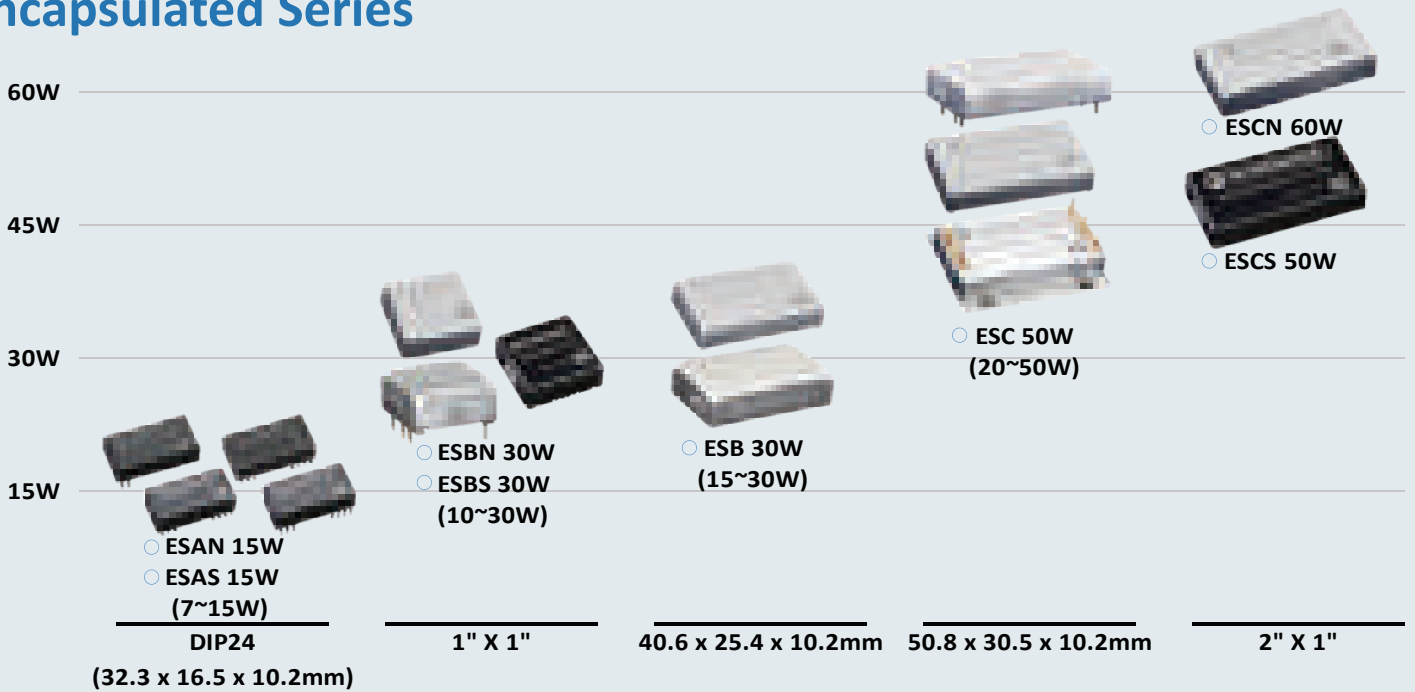 Series
60W
ESCN 60W
45W
ESCS 50W
ESC 50W
(20~50W)
30W
ESBN 30W
ESBS 30W
(10~30W)
ESB 30W
(15~30W)
15W
ESAN 15W
ESAS 15W
(7~15W)
DIP24
(32.3 x 16.5 x 10.2mm)
1" X 1"
40.6 x 25.4 x 10.2mm
50.8 x 30.5 x 10.2mm
2" X 1"